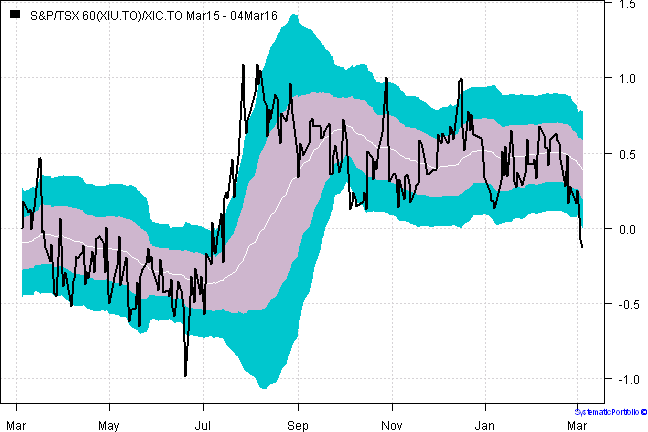 S&P/TSX 60(XIU.TO)/XIC.TO Mar15 - 04Mar16
1.5
1.0
0.5
0.0
-0.5
-1.0
SystematicPortfolio ©
Mar May Jul Sep Nov Jan Mar